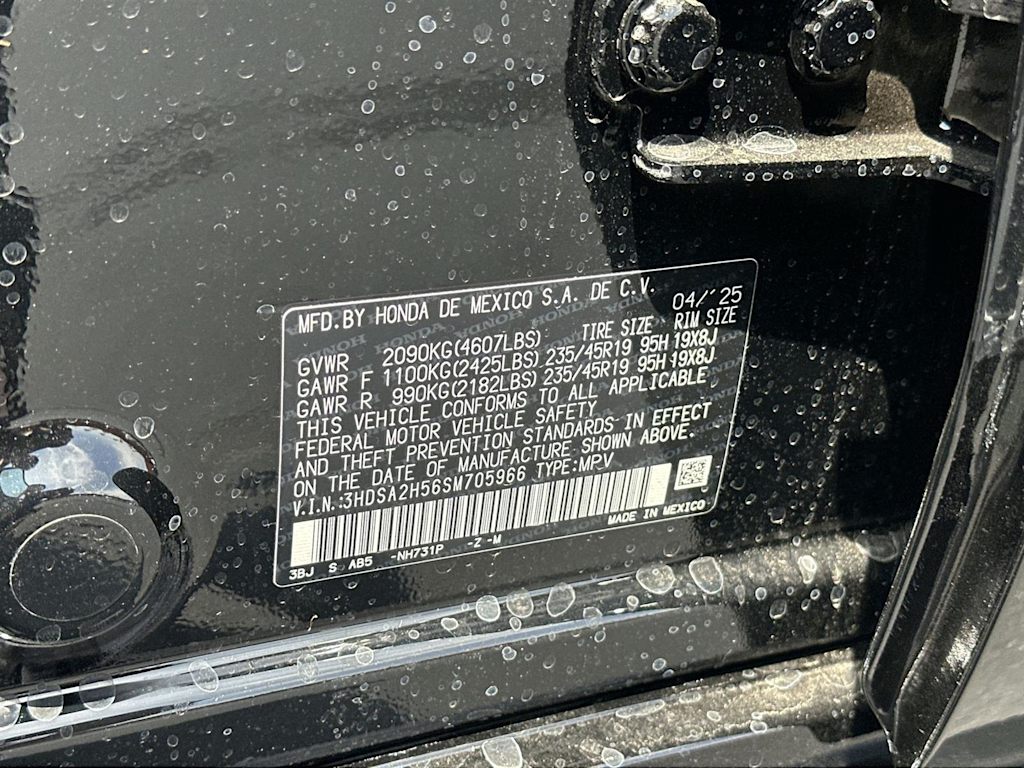 MFD.BY HONDA DE MEXICO S.A. DE C.V. 04/'25
TIRE SIZE RIM SIZE
GVWR 2090KG(4607LBS)
GAWR F 1100KG(2425LBS) 235/45R19 95H 19X8J
GAWR R 990KG(2182LBS) 235/45R19 95H 19X8J
THIS VEHICLE CONFORMS TO ALL APPLICABLE
FEDERAL MOTOR VEHICLE SAFETY
AND THEFT PREVENTION STANDARDS IN EFFECT
ON THE DATE OF MANUFACTURE SHOWN ABOVE.
V.I.N.:3HDSA2H56SM705966 TYPE:MPV
MADE IN MEXICO
3BJ S AB5 -NH731P -Z -M